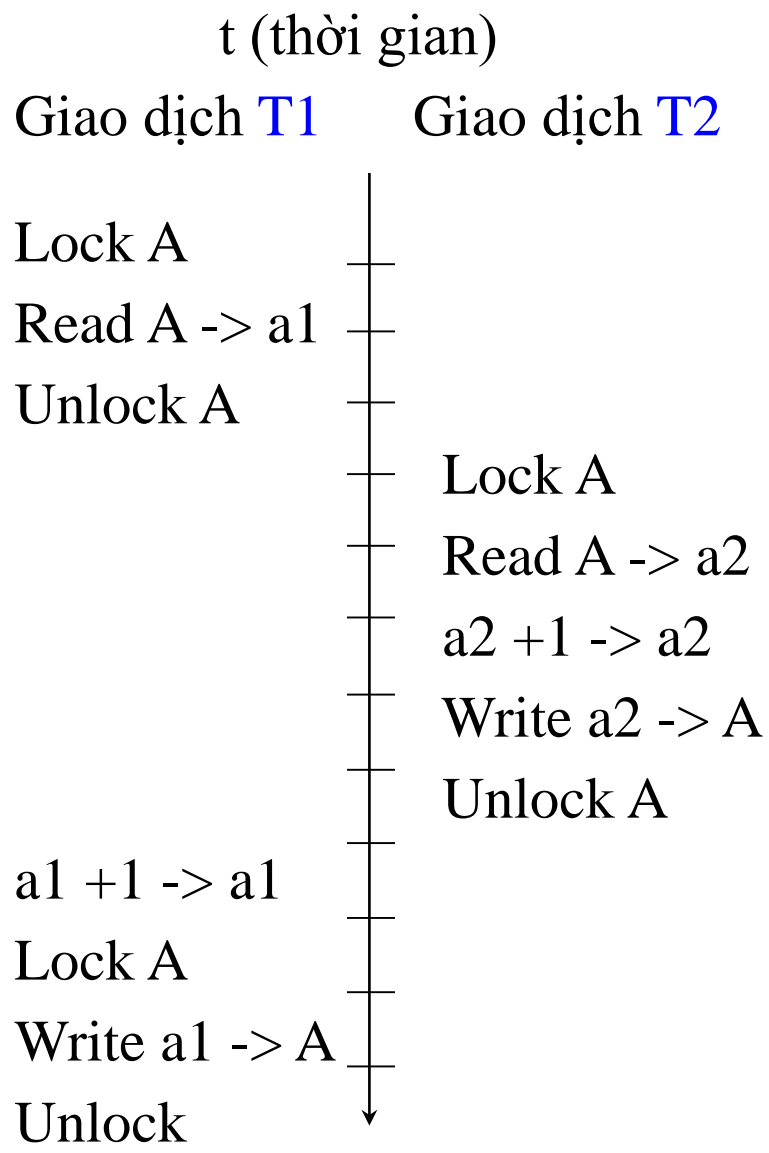 t (thời gian)
Giao dịch T1 Giao dịch T2
Lock A
Read A -> a1
Unlock A
Lock A
Read A -> a2
a2 +1 -> a2
Write a2 -> A
Unlock A
a1 +1 -> a1
Lock A
Write a1 -> A
Unlock